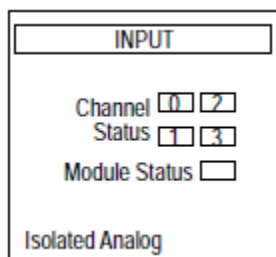 INPUT
Channel 0 2
Status 1 3
Module Status
Isolated Analog